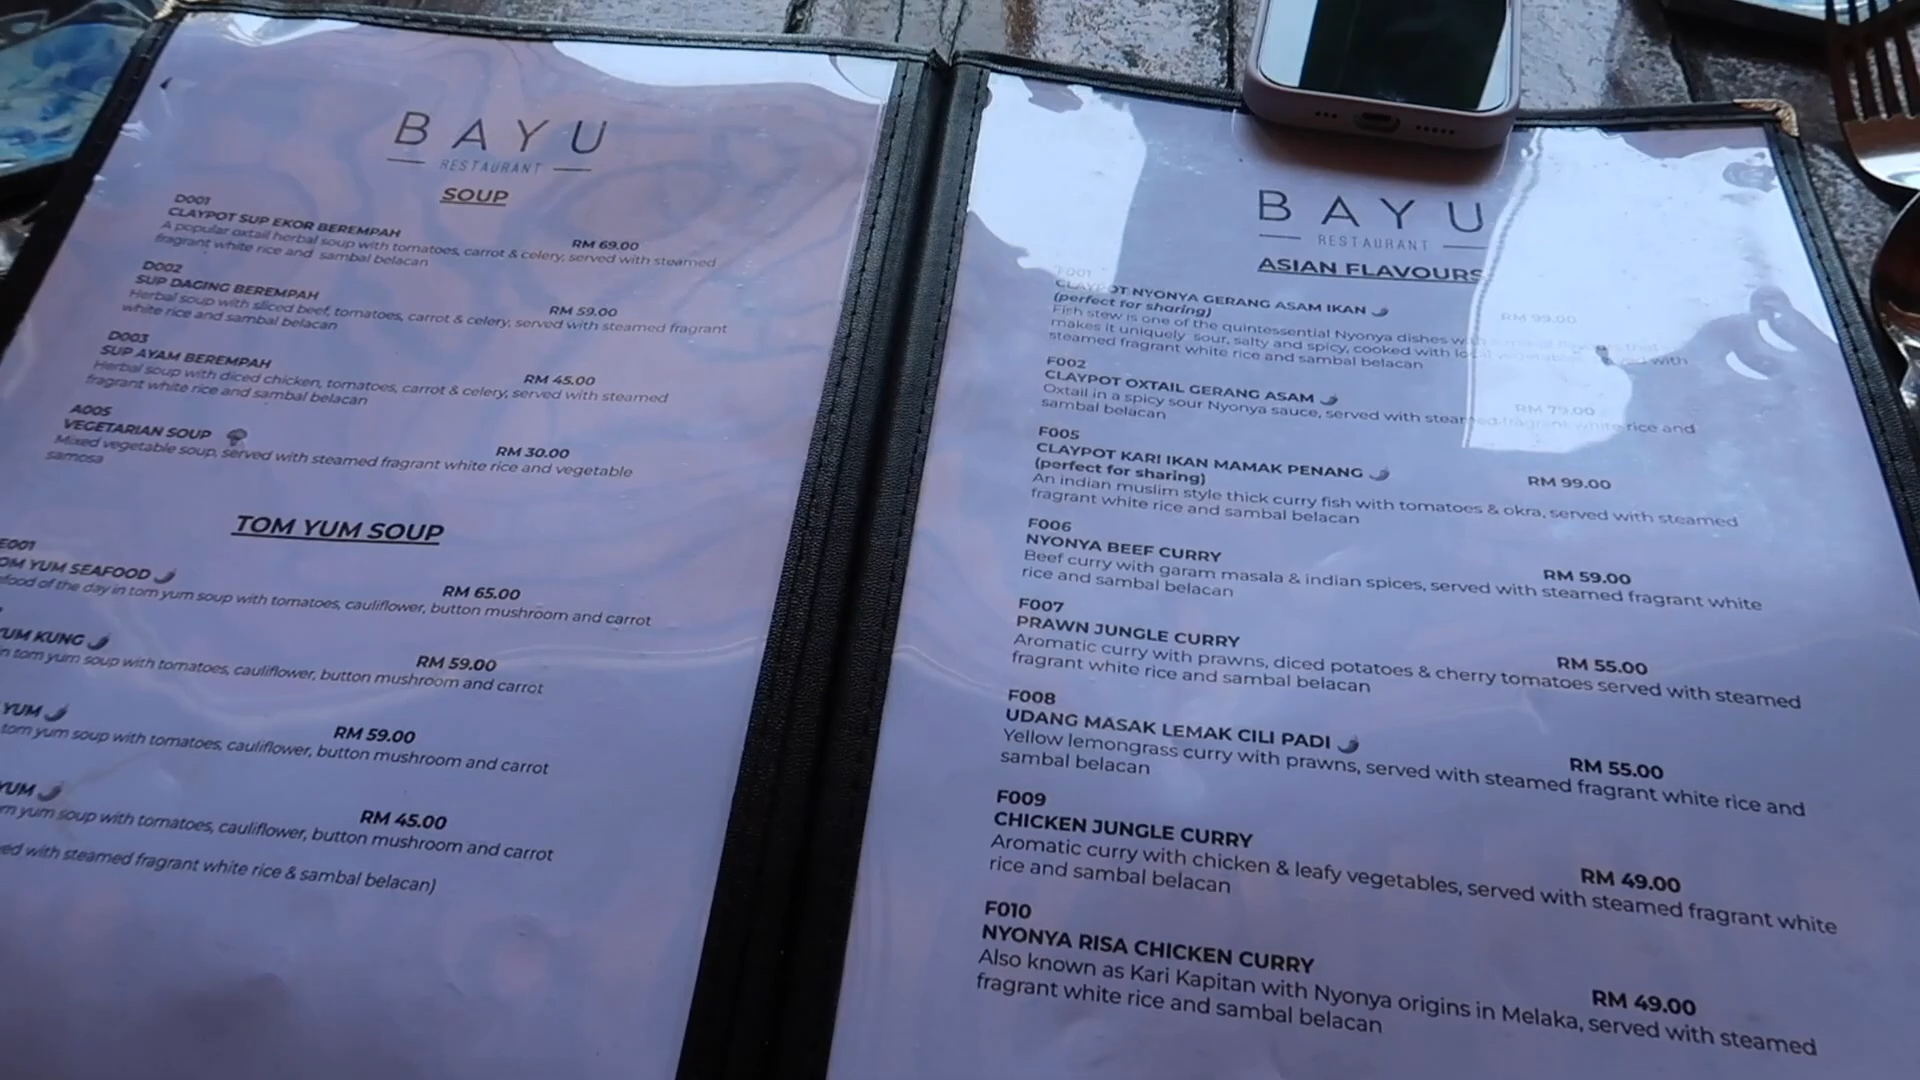 BAYU
RESTAURANT
SOUP
D001
CLAYPOT SUP EKOR BEREMPAH
RM 69.00
A popular oxtail herbal soup with tomatoes, carrot & celery, served with steamed
fragrant white rice and sambal belacan
D002
SUP DAGING BEREMPAH
RM 59.00
Herbal soup with sliced beef, tomatoes, carrot & celery, served with steamed fragrant
white rice and sambal belacan
D003
SUP AYAM BEREMPAH
RM 45.00
Herbal soup with diced chicken, tomatoes, carrot & celery, served with steamed
fragrant white rice and sambal belacan
A005
VEGETARIAN SOUP
RM 30.00
Mixed vegetable soup, served with steamed fragrant white rice and vegetable
samosa
TOM YUM SOUP
E001
OM YUM SEAFOOD
RM 65.00
food of the day in tom yum soup with tomatoes, cauliflower, button mushroom and carrot
UM KUNG
RM 59.00
in tom yum soup with tomatoes, cauliflower, button mushroom and carrot
YUM
RM 59.00
tom yum soup with tomatoes, cauliflower, button mushroom and carrot
YUM
RM 45.00
m yum soup with tomatoes, cauliflower, button mushroom and carrot
ed with steamed fragrant white rice & sambal belacan)
BAYU
RESTAURANT
ASIAN FLAVOURS
F001
CLAYPOT NYONYA GERANG ASAM IKAN
RM 99.00
(perfect for sharing)
Fish stew is one of the quintessential Nyonya dishes
makes it uniquely sour, salty and spicy, cooked with with
steamed fragrant white rice and sambal belacan
F002
CLAYPOT OXTAIL GERANG ASAM
RM 79.00
Oxtail in a spicy sour Nyonya sauce, served with steamed fragrant white rice and
sambal belacan
F005
CLAYPOT KARI IKAN MAMAK PENANG
RM 99.00
(perfect for sharing)
An indian muslim style thick curry fish with tomatoes & okra, served with steamed
fragrant white rice and sambal belacan
F006
NYONYA BEEF CURRY
RM 59.00
Beef curry with garam masala & indian spices, served with steamed fragrant white
rice and sambal belacan
F007
PRAWN JUNGLE CURRY
RM 55.00
Aromatic curry with prawns, diced potatoes & cherry tomatoes served with steamed
fragrant white rice and sambal belacan
F008
UDANG MASAK LEMAK CILI PADI
RM 55.00
Yellow lemongrass curry with prawns, served with steamed fragrant white rice and
sambal belacan
F009
CHICKEN JUNGLE CURRY
RM 49.00
Aromatic curry with chicken & leafy vegetables, served with steamed fragrant white
rice and sambal belacan
F010
NYONYA RISA CHICKEN CURRY
RM 49.00
Also known as Kari Kapitan with Nyonya origins in Melaka, served with steamed
fragrant white rice and sambal belacan